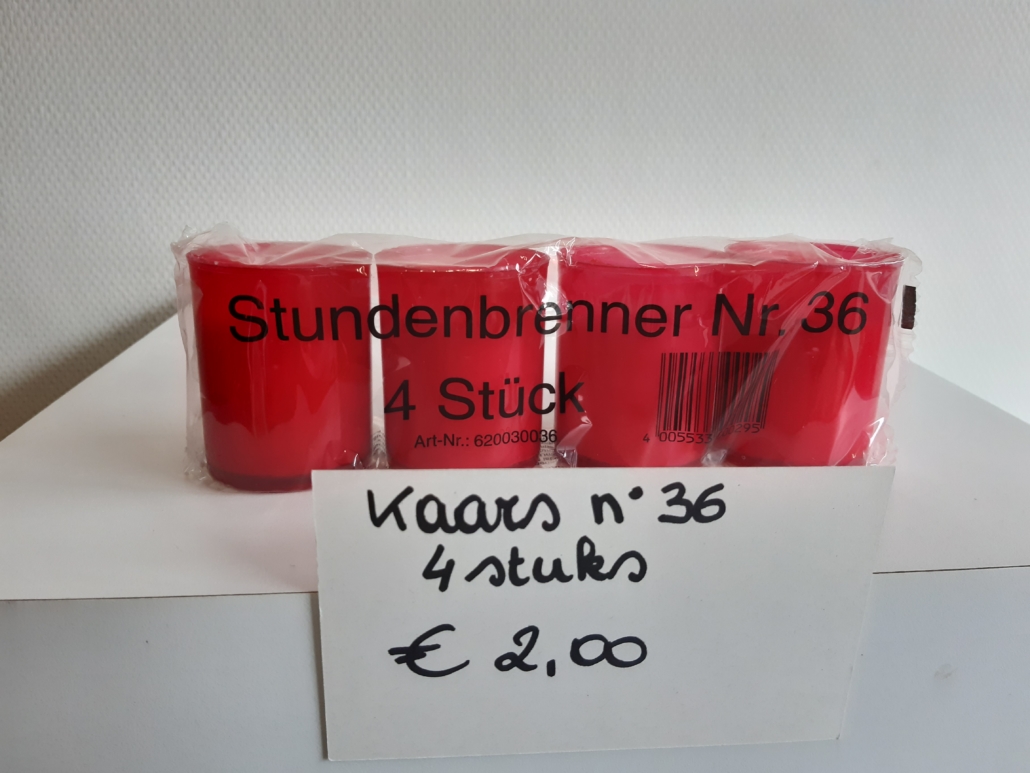 Stundenbrenner Nr. 36
4 Stück
Art-Nr.: 620030036
Kaars n° 36
4 stuks
€ 2,00